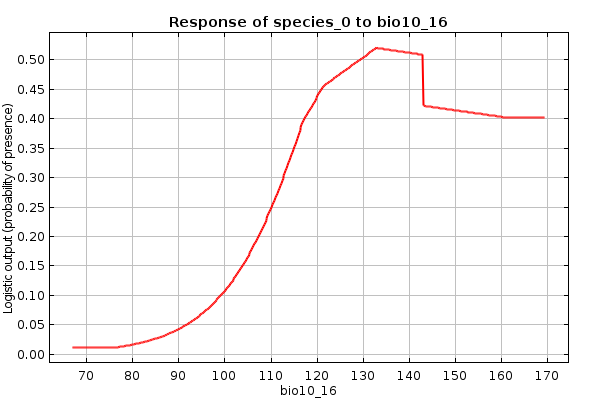 Response of species_0 to bio10_16
Logistic output (probability of presence)
0.50
0.45
0.40
0.35
0.30
0.25
0.20
0.15
0.10
0.05
0.00
70 80 90 100 110 120 130 140 150 160 170
bio10_16